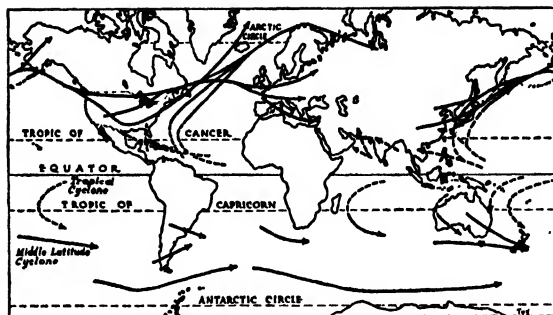 ARCTIC
CIRCLE
TROPIC OF CANCER
EQUATOR
Tropical
Cyclone
TROPIC OF CAPRICORN
Middle Latitude
Cyclone
ANTARCTIC CIRCLE